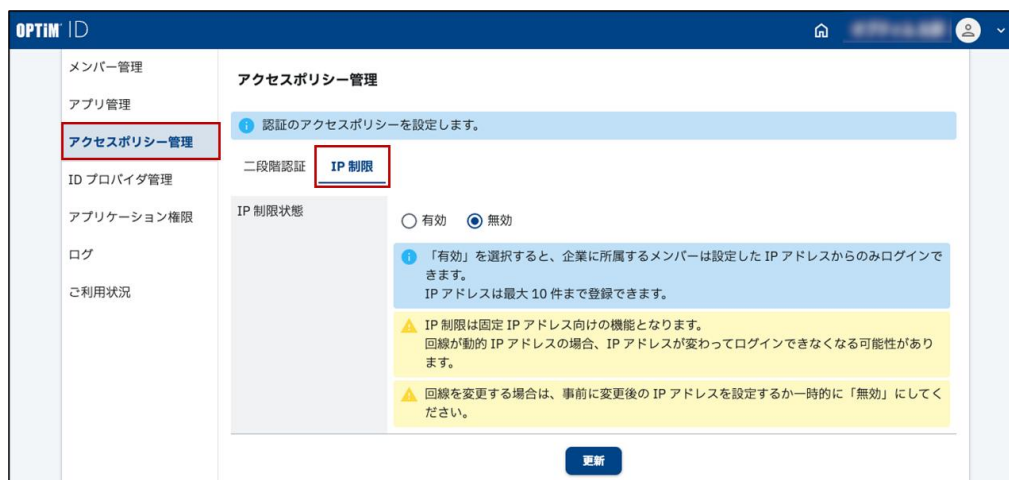 OPTiM ID
メンバー管理
アプリ管理
アクセスポリシー管理
ID プロバイダ管理
アプリケーション権限
ログ
ご利用状況
アクセスポリシー管理
認証のアクセスポリシーを設定します。
二段階認証 IP 制限
IP 制限状態
有効 無効
「有効」を選択すると、企業に所属するメンバーは設定した IP アドレスからのみログインで
きます。
IP アドレスは最大 10 件まで登録できます。
IP 制限は固定 IP アドレス向けの機能となります。
回線が動的 IP アドレスの場合、IP アドレスが変わってログインできなくなる可能性があり
ます。
回線を変更する場合は、事前に変更後の IP アドレスを設定するか一時的に「無効」にしてく
ださい。
更新